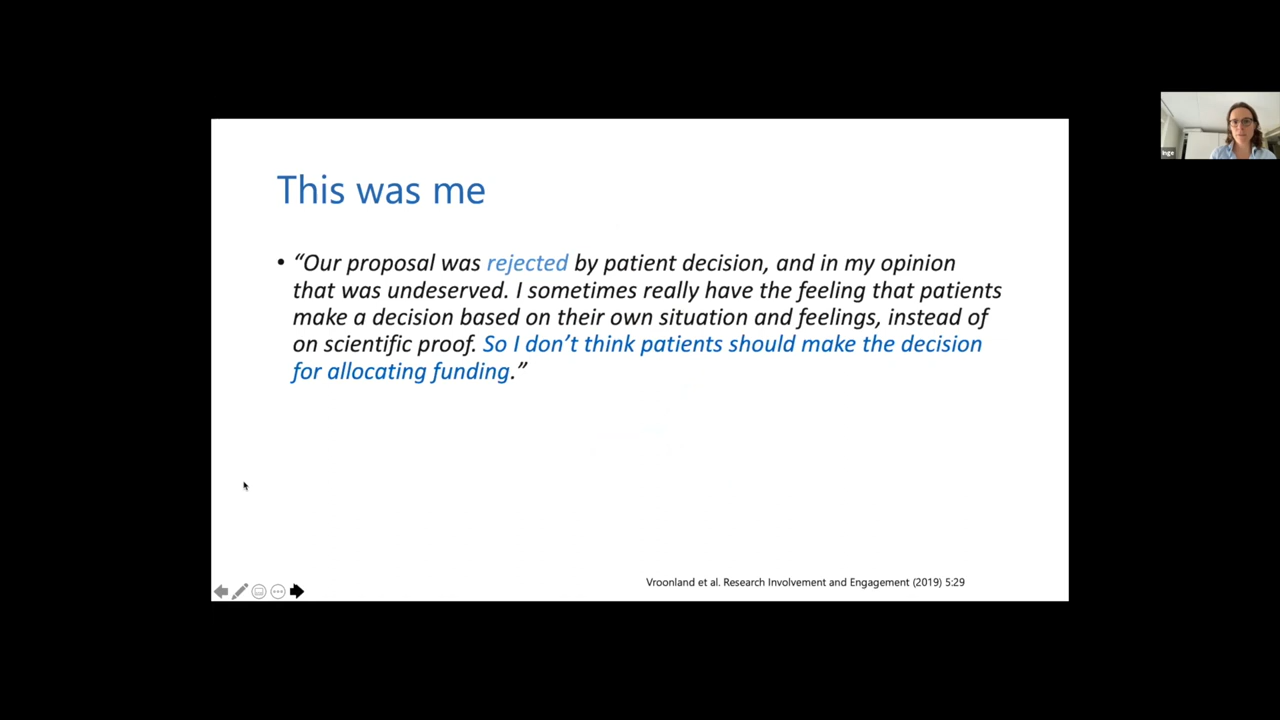 This was me
• “Our proposal was rejected by patient decision, and in my opinion
that was undeserved. I sometimes really have the feeling that patients
make a decision based on their own situation and feelings, instead of
on scientific proof. So I don’t think patients should make the decision
for allocating funding.”
Vroonland et al. Research Involvement and Engagement (2019) 5:29
Inge